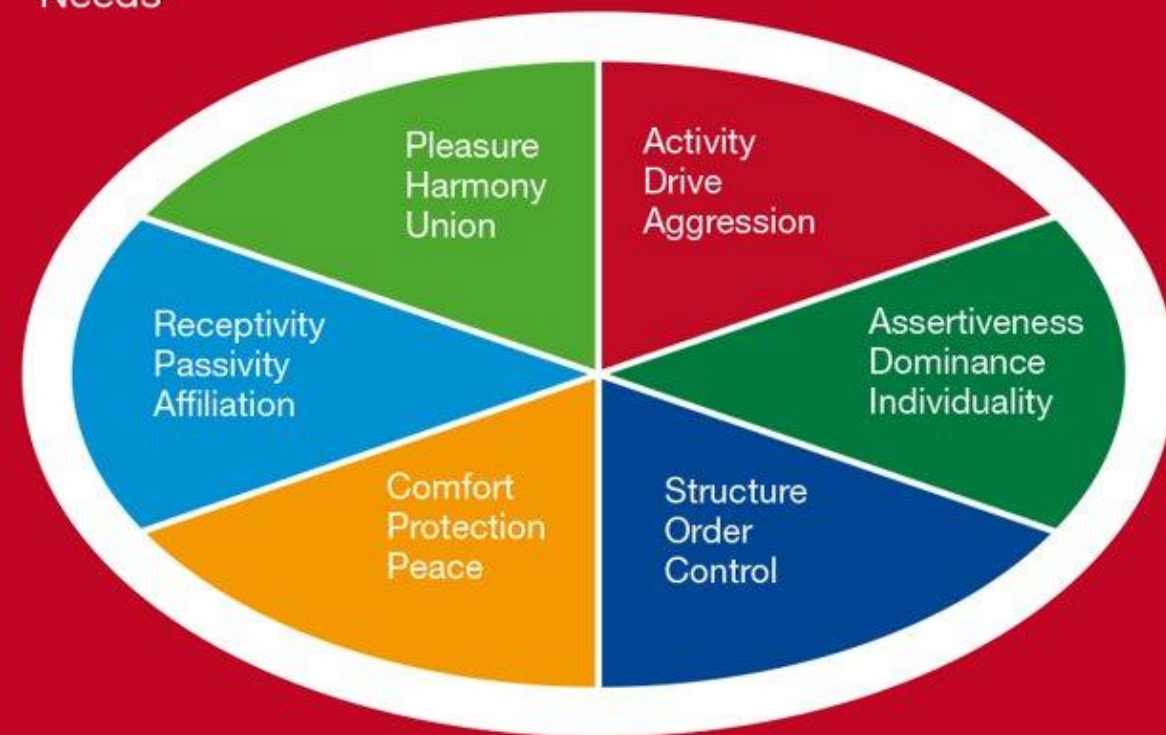 Needs
Pleasure
Harmony
Union
Activity
Drive
Aggression
Receptivity
Passivity
Affiliation
Assertiveness
Dominance
Individuality
Comfort
Protection
Peace
Structure
Order
Control